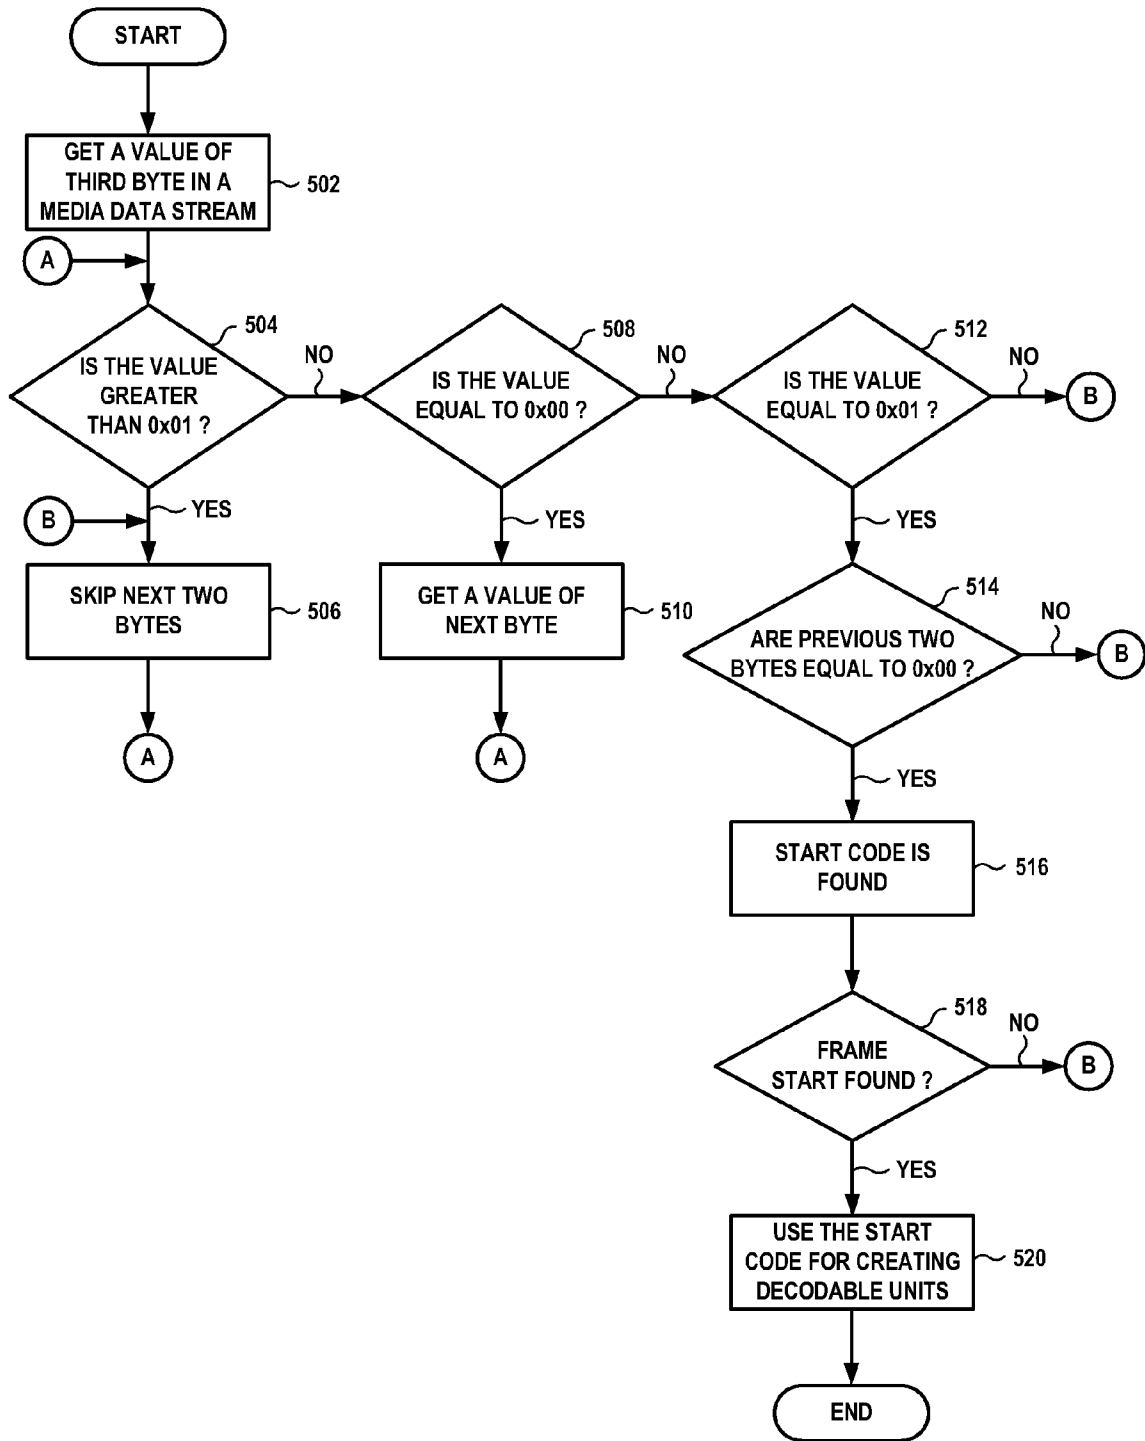 START
GET A VALUE OF
THIRD BYTE IN A
MEDIA DATA STREAM
502
A
IS THE VALUE
GREATER
THAN 0x01 ?
504
NO
IS THE VALUE
EQUAL TO 0x00 ?
508
NO
IS THE VALUE
EQUAL TO 0x01 ?
512
NO
B
B
YES
YES
YES
SKIP NEXT TWO
BYTES
506
GET A VALUE OF
NEXT BYTE
510
ARE PREVIOUS TWO
BYTES EQUAL TO 0x00 ?
514
NO
B
A
A
YES
START CODE IS
FOUND
516
FRAME
START FOUND ?
518
NO
B
YES
USE THE START
CODE FOR CREATING
DECODABLE UNITS
520
END